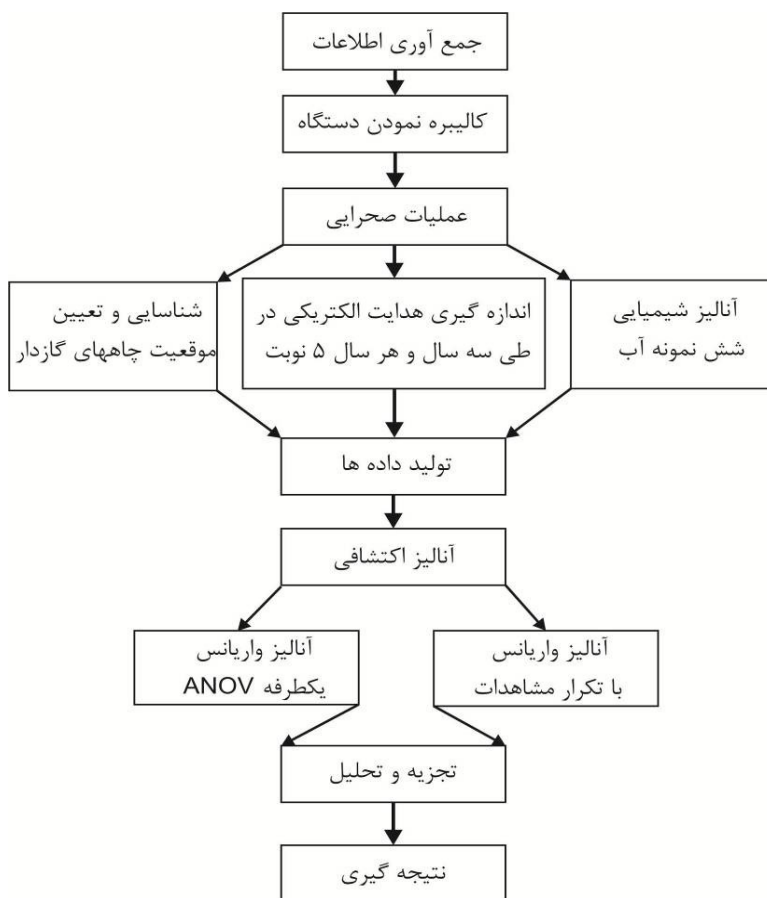 جمع آوری اطلاعات
کالیبره نمودن دستگاه
عملیات صحرایی
آنالیز شیمیایی
شش نمونه آب
اندازه گیری هدایت الکتریکی در
طی سه سال و هر سال ۵ نوبت
شناسایی و تعیین
موقعیت چاههای گازدار
تولید داده ها
آنالیز اکتشافی
آنالیز واریانس
با تکرار مشاهدات
آنالیز واریانس
یکطرفه ANOV
تجزیه و تحلیل
نتیجه گیری